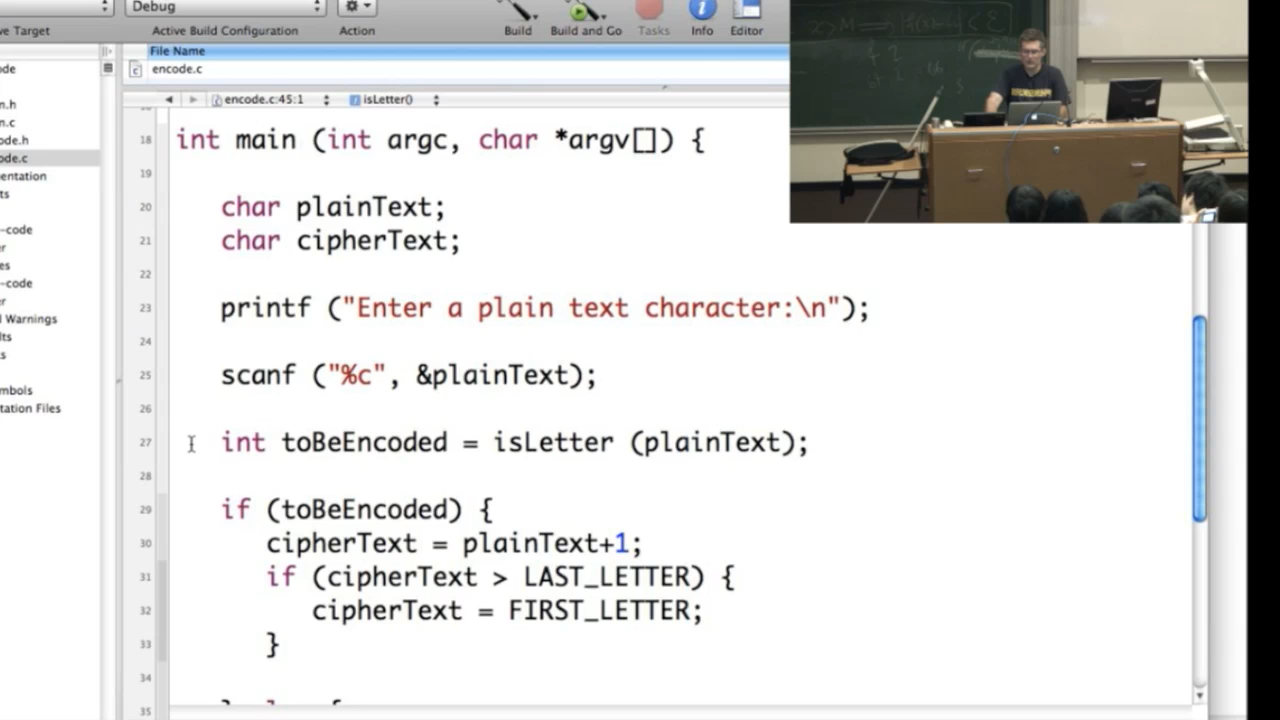 Debug
ve Target
Active Build Configuration
Action
Build
Build and Go
Tasks
Info
Editor
File Name
encode.c
encode.c:45:1
isLetter()
ode
n.h
n.c
ode.h
ode.c
entation
ts
-code
r
es
-code
r
l Warnings
lts
s
mbols
tation Files
18 int main (int argc, char *argv[]) {
19
20 char plainText;
21 char cipherText;
22
23 printf ("Enter a plain text character:\n");
24
25 scanf ("%c", &plainText);
26
27 int toBeEncoded = isLetter (plainText);
28
29 if (toBeEncoded) {
30 cipherText = plainText+1;
31 if (cipherText > LAST_LETTER) {
32 cipherText = FIRST_LETTER;
33 }
34
35